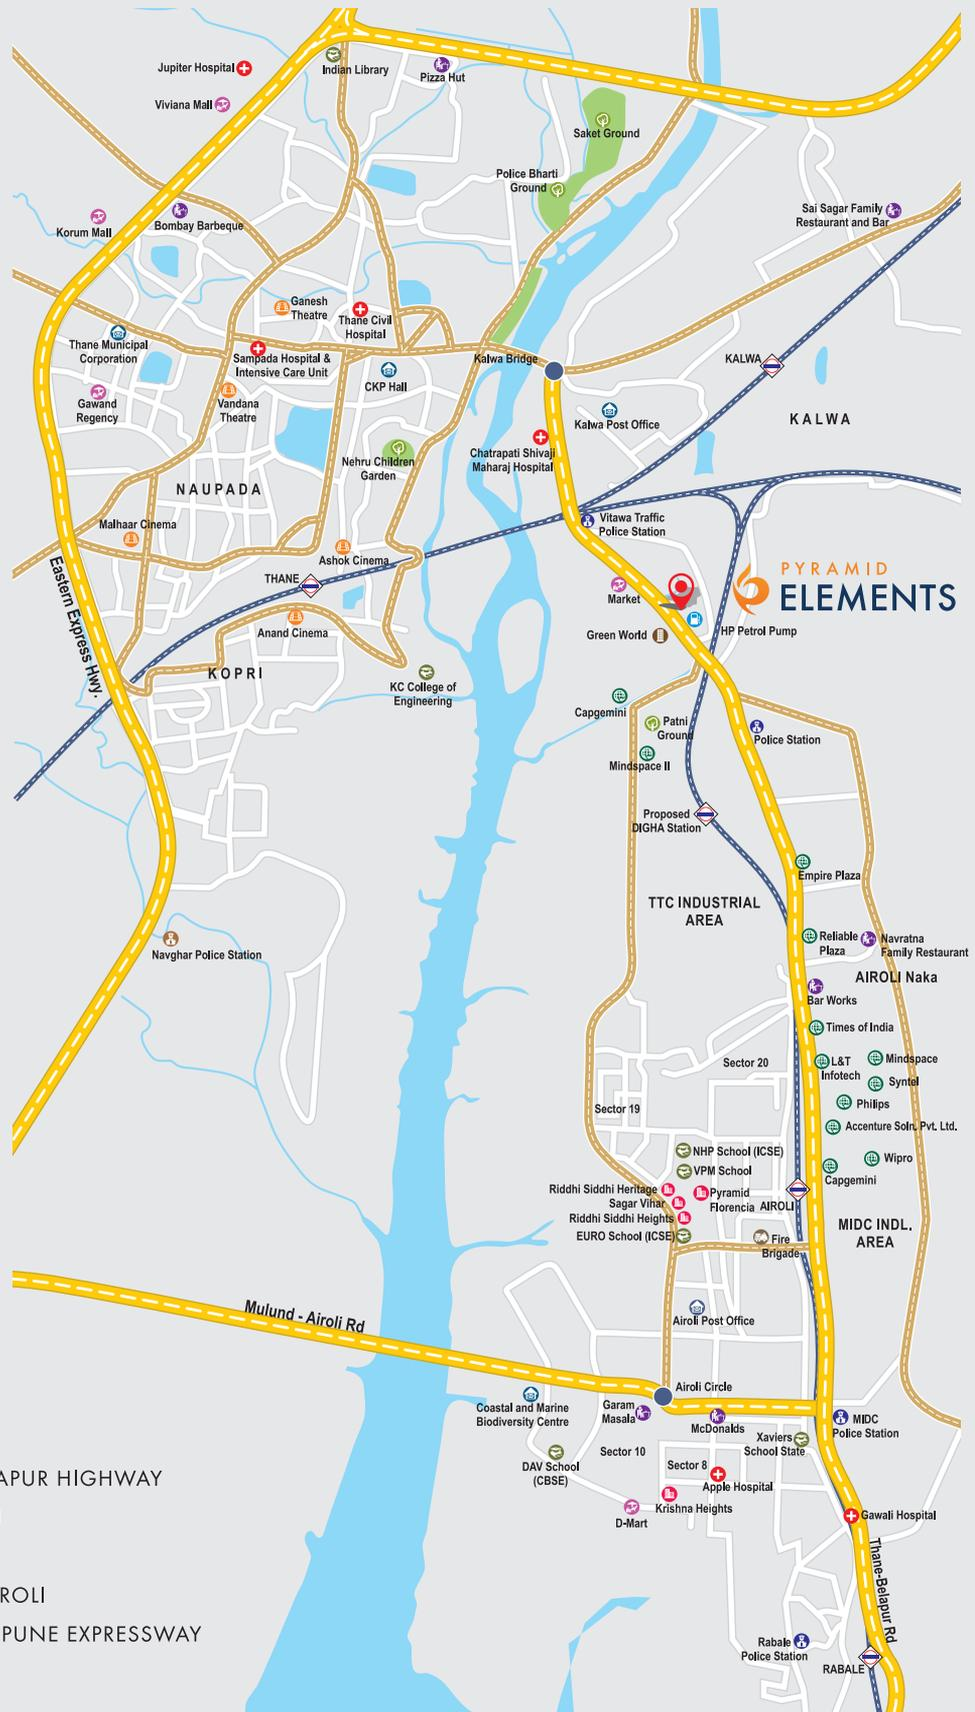 Jupiter Hospital
Indian Library
Pizza Hut
Viviana Mall
Saket Ground
Police Bharti
Ground
Korum Mall
Bombay Barbeque
Sai Sagar Family
Restaurant and Bar
Ganesh
Theatre
Thane Civil
Hospital
Thane Municipal
Corporation
Sampada Hospital &
Intensive Care Unit
Kalwa Bridge
KALWA
CKP Hall
Gawand
Regency
Vandana
Theatre
Kalwa Post Office
KALWA
Chatrapati Shivaji
Maharaj Hospital
Nehru Children
Garden
NAUPADA
Malhaar Cinema
Vitawa Traffic
Police Station
Ashok Cinema
THANE
PYRAMID
ELEMENTS
Market
Eastern Express Hwy.
Anand Cinema
Green World
HP Petrol Pump
KOPRI
KC College of
Engineering
Capgemini
Patni
Ground
Police Station
Mindspace II
Proposed
DIGHA Station
Empire Plaza
TTC INDUSTRIAL
AREA
Reliable
Plaza
Navratna
Family Restaurant
Navghar Police Station
AIROLI Naka
Bar Works
Times of India
Sector 20
L&T
Infotech
Mindspace
Syntel
Philips
Sector 19
Accenture Soln. Pvt. Ltd.
NHP School (ICSE)
Wipro
VPM School
Capgemini
Riddhi Siddhi Heritage
Pyramid
Florencia
Sagar Vihar
AIROLI
Riddhi Siddhi Heights
EURO School (ICSE)
MIDC INDL.
AREA
Fire
Brigade
Mulund - Airoli Rd
Airoli Post Office
Airoli Circle
Coastal and Marine
Biodiversity Centre
Garam
Masala
McDonalds
MIDC
Police Station
Xaviers
School State
Sector 10
DAV School
(CBSE)
Sector 8
APUR HIGHWAY
Apple Hospital
Krishna Heights
D-Mart
Gawali Hospital
Thane-Belapur Rd
ROLI
PUNE EXPRESSWAY
Rabale
Police Station
RABALE